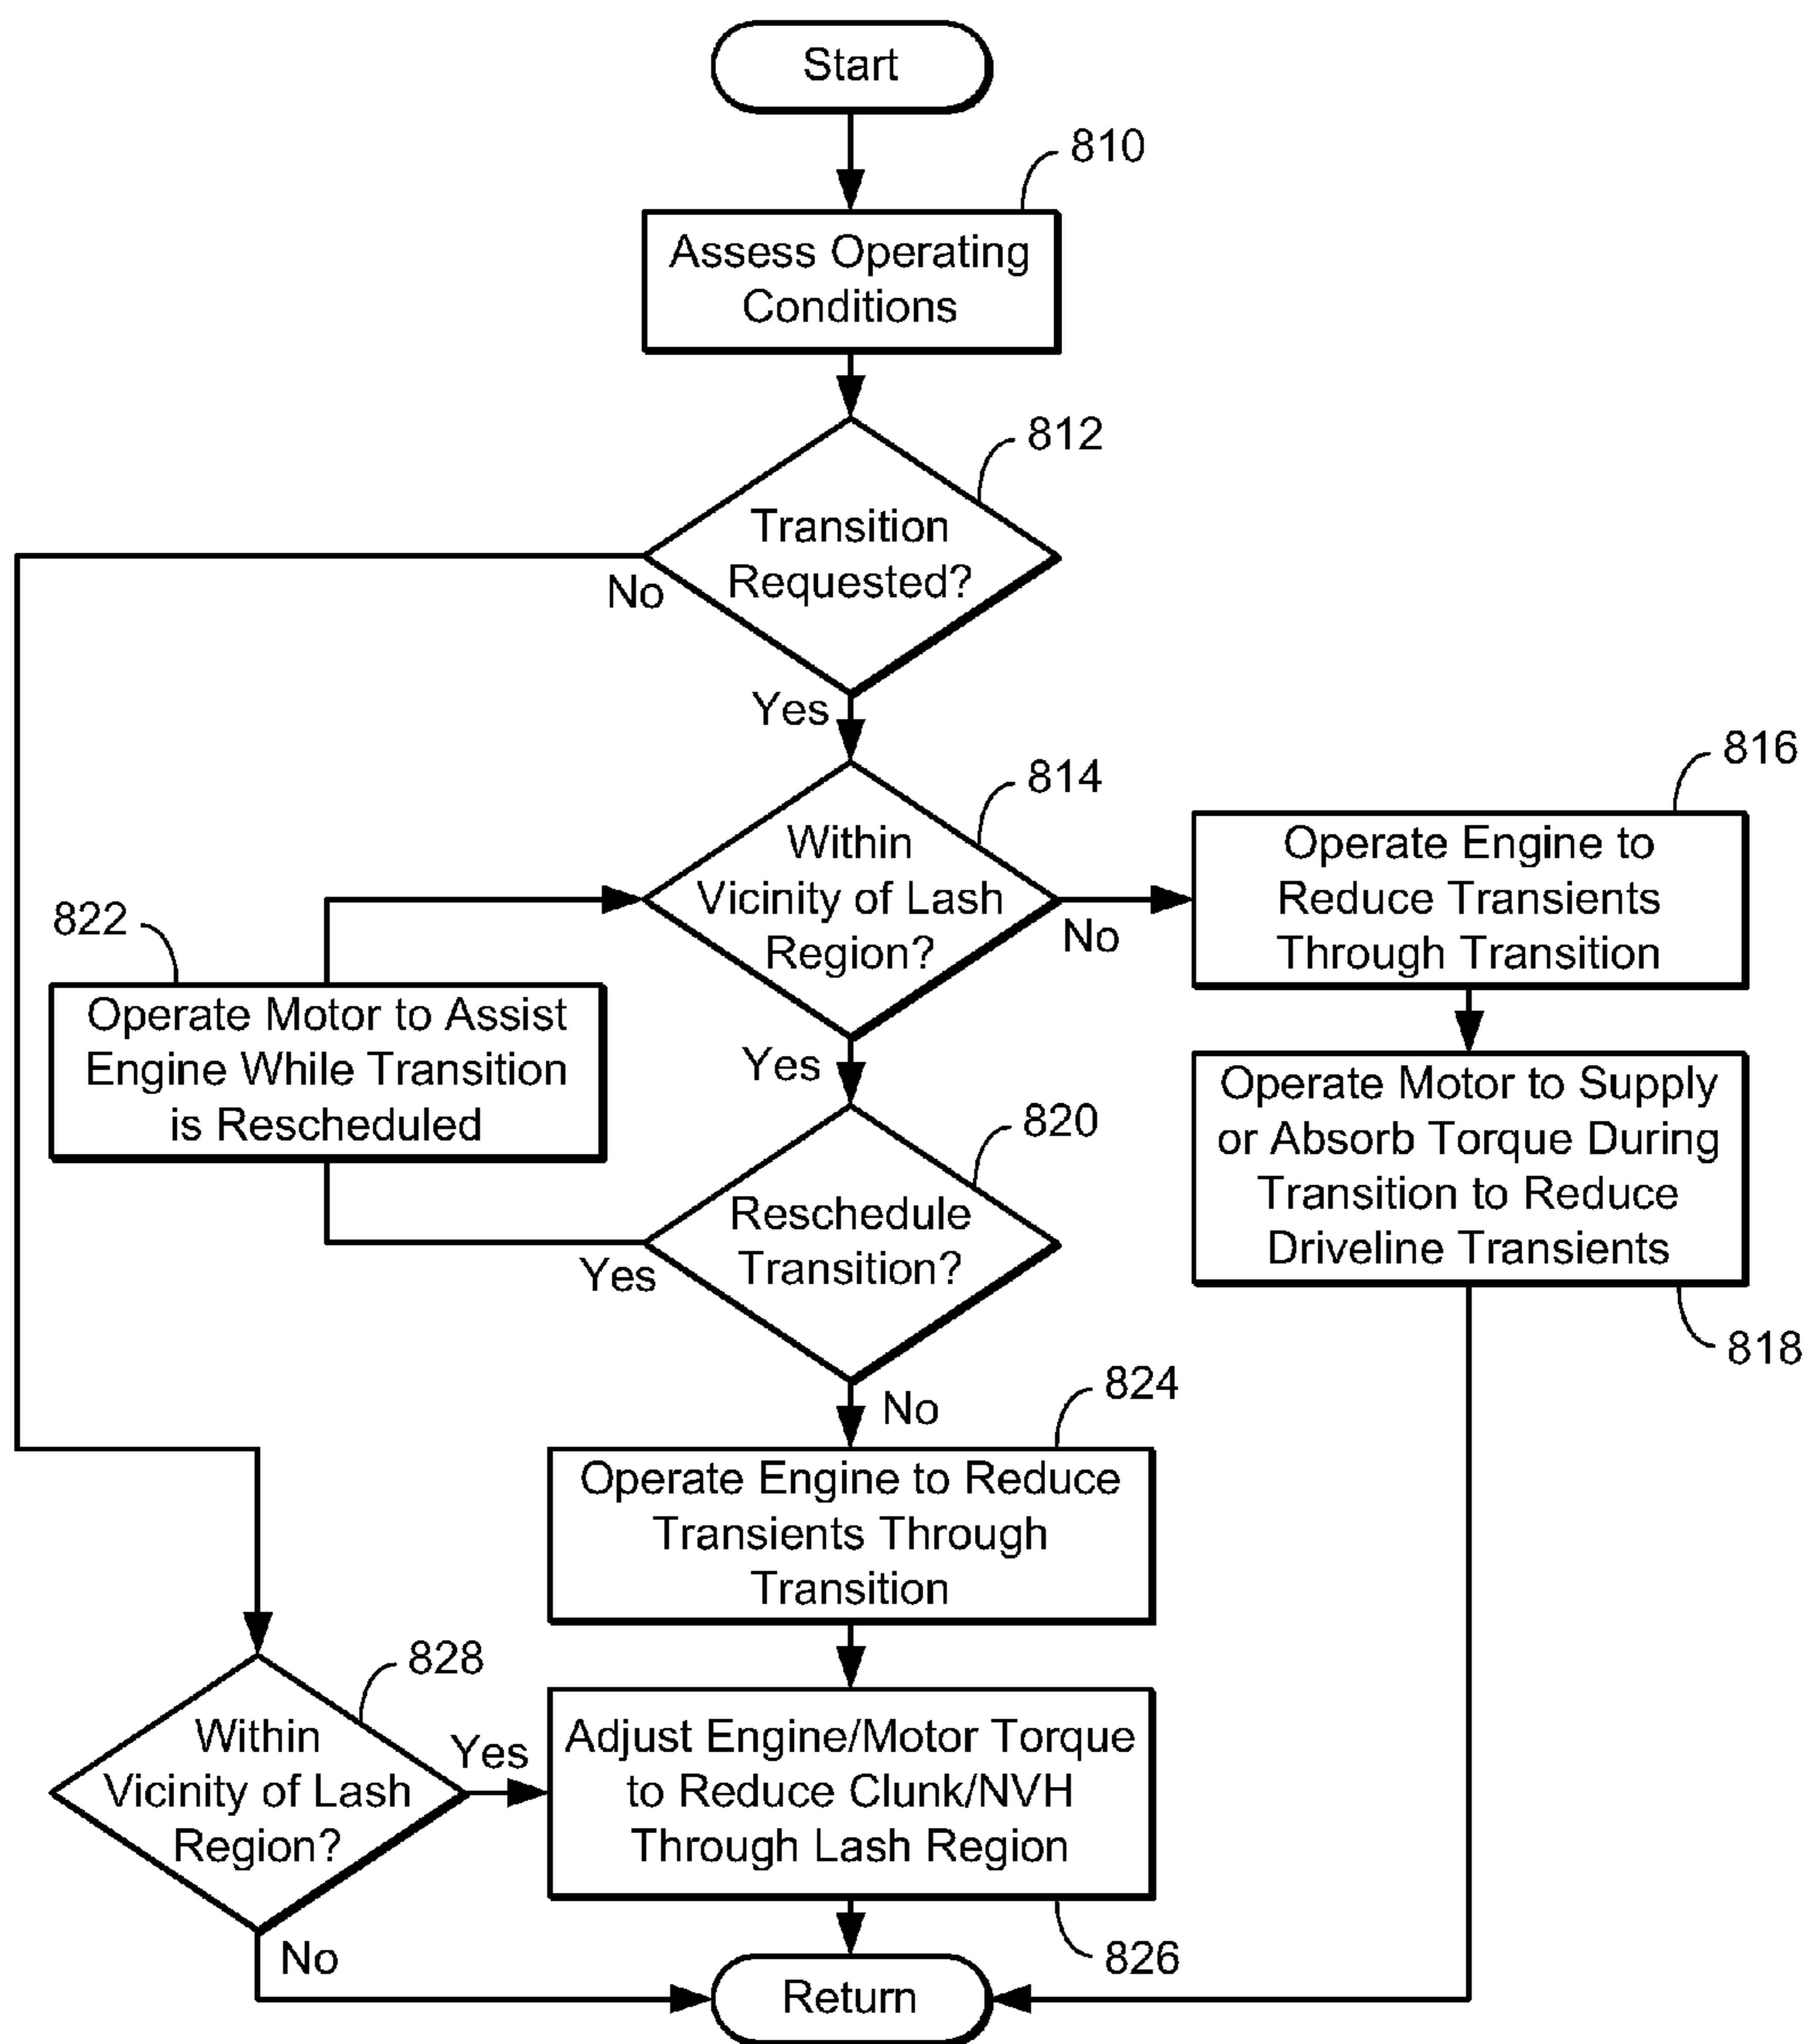 Start
810
Assess Operating
Conditions
812
Transition
Requested?
No
Yes
814
Within
Vicinity of Lash
Region?
No
Yes
816
Operate Engine to
Reduce Transients
Through Transition
822
Operate Motor to Assist
Engine While Transition
is Rescheduled
Operate Motor to Supply
or Absorb Torque During
Transition to Reduce
Driveline Transients
818
820
Reschedule
Transition?
Yes
No
824
Operate Engine to Reduce
Transients Through
Transition
828
Within
Vicinity of Lash
Region?
Yes
No
Adjust Engine/Motor Torque
to Reduce Clunk/NVH
Through Lash Region
826
Return